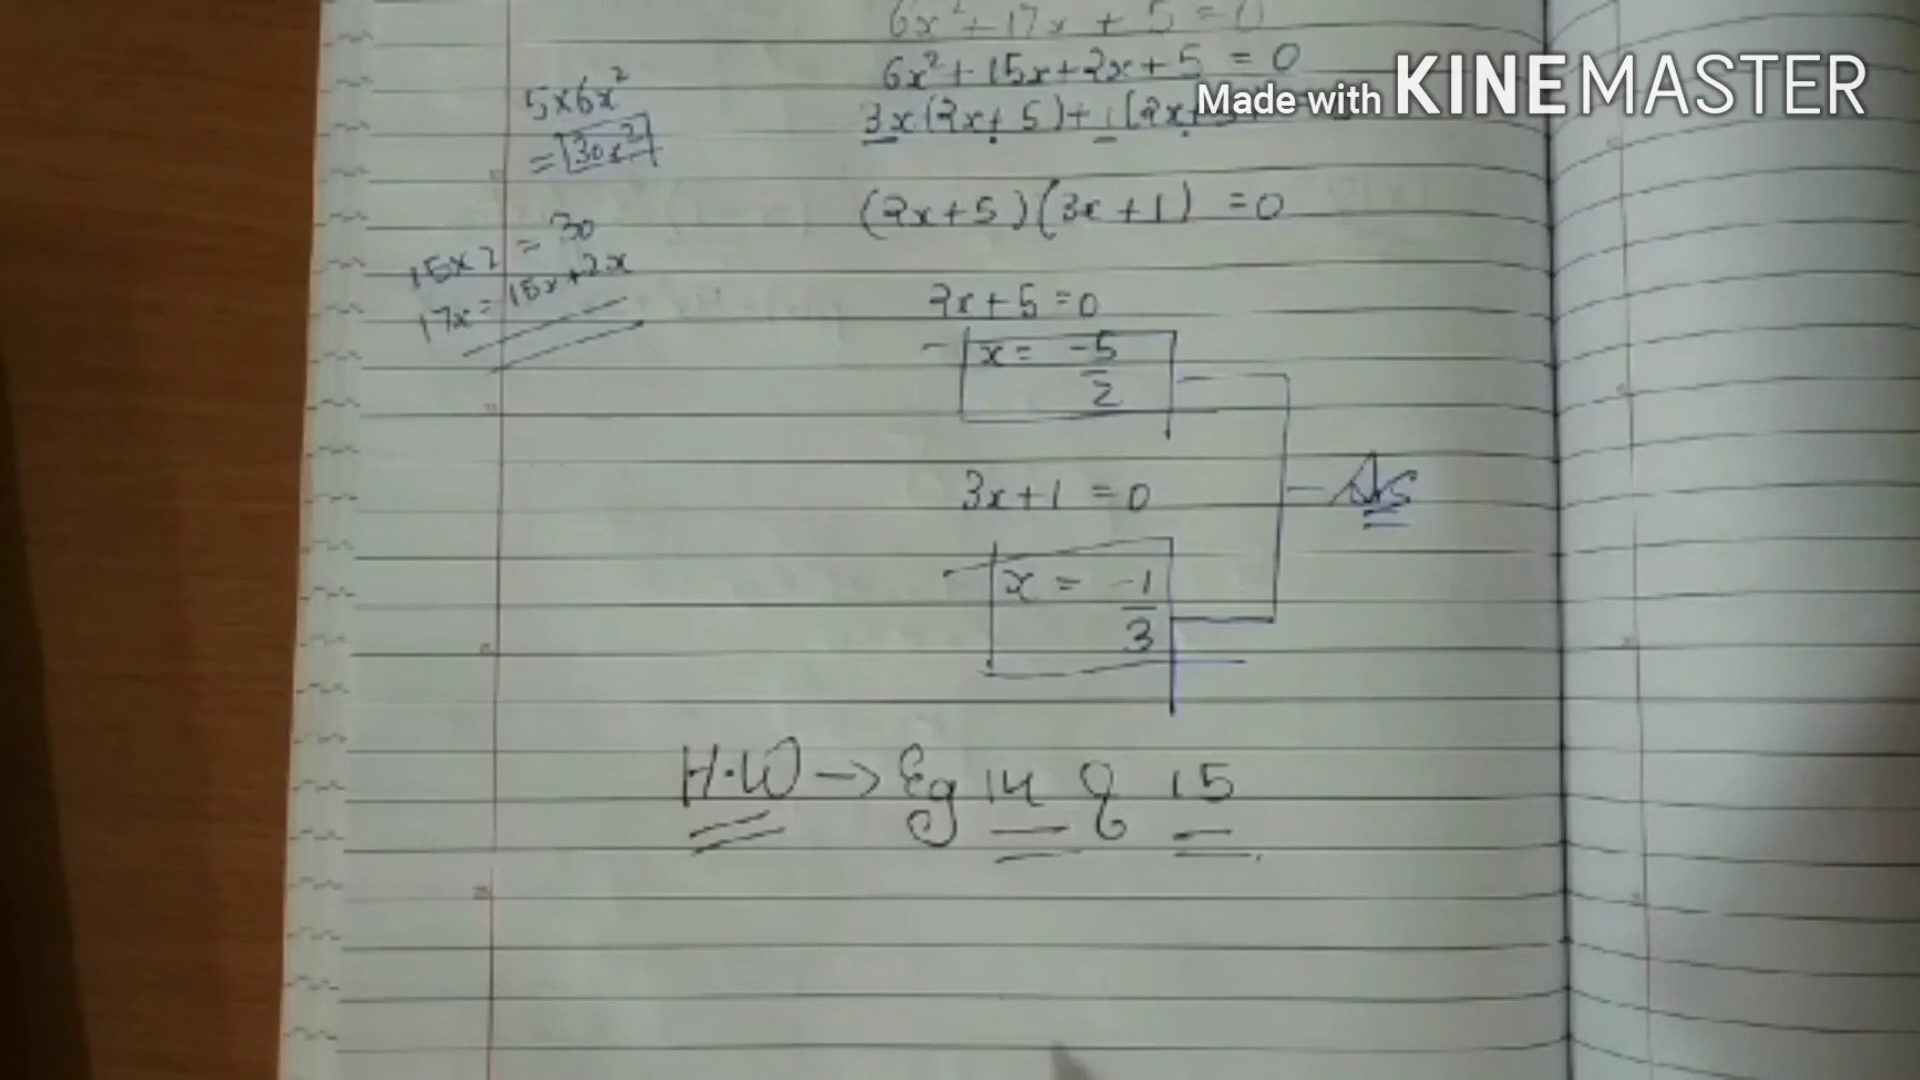 6x² + 17x + 5 = 0
6x² + 15x + 2x + 5 = 0
Made with KINEMASTER
3x(2x + 5) + 1(2x+5
(2x+5)(3x+1) = 0
5x6x²
= 30x²
15x2 = 30
17x = 15x+2x
2x+5=0
x = -5/2
3x+1 = 0
x = -1/3
Ans
H.W → Eg 14 & 15